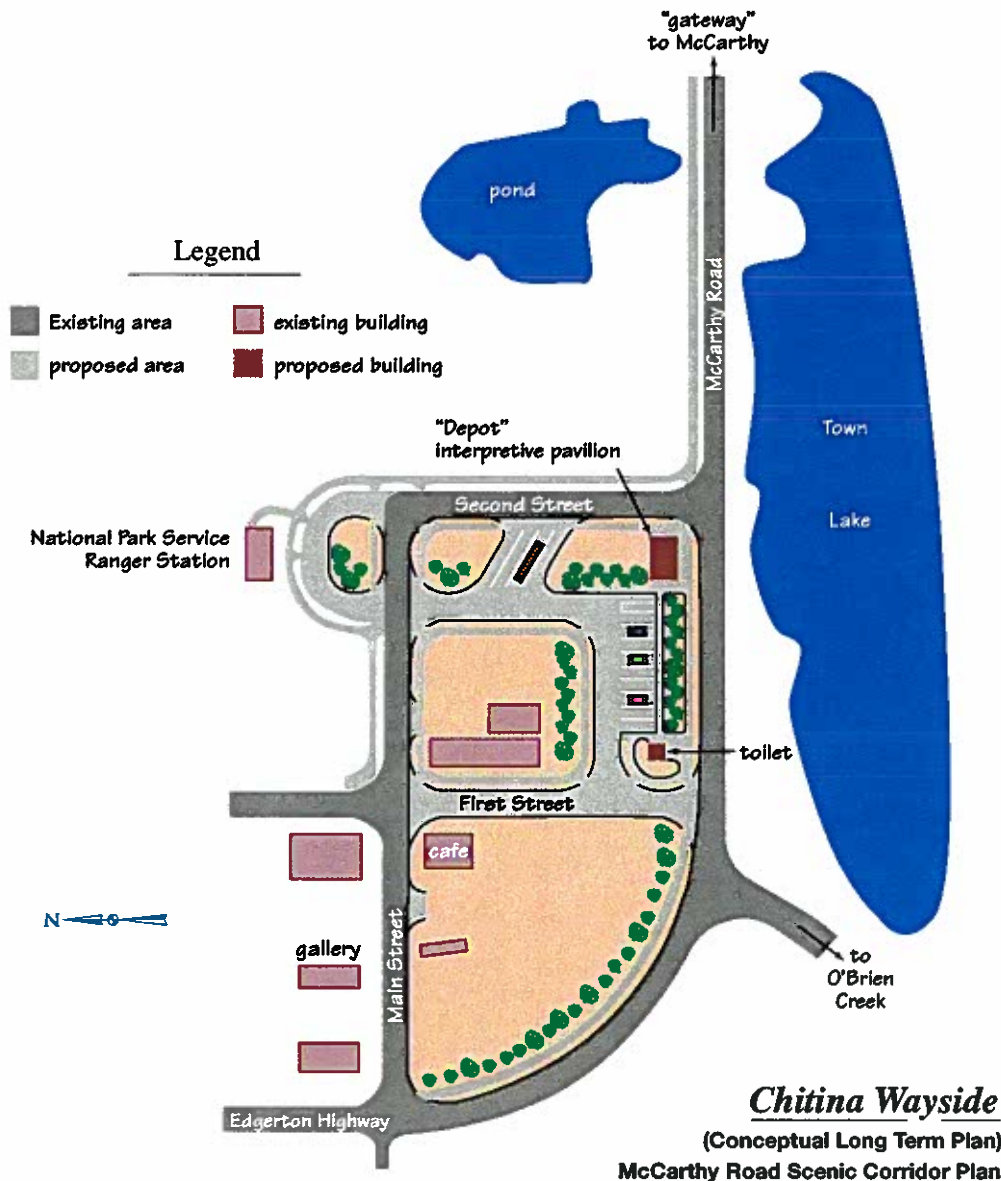 "gateway"
to McCarthy
pond
Legend
Existing area
existing building
proposed area
proposed building
McCarthy Road
Town
Lake
"Depot"
interpretive pavilion
Second Street
National Park Service
Ranger Station
toilet
First Street
cafe
N
gallery
Main Street
to
O'Brien
Creek
Edgerton Highway
Chitina Wayside
(Conceptual Long Term Plan)
McCarthy Road Scenic Corridor Plan